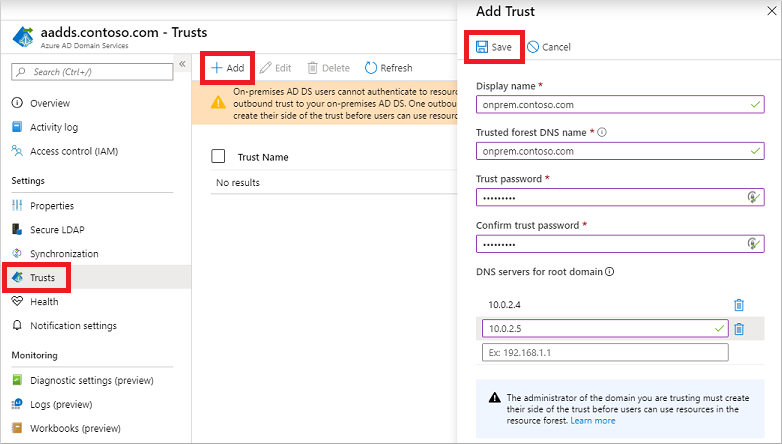 aadds.contoso.com - Trusts
Azure AD Domain Services
Search (Ctrl+/)
Overview
Activity log
Access control (IAM)
Settings
Properties
Secure LDAP
Synchronization
Trusts
Health
Notification settings
Monitoring
Diagnostic settings (preview)
Logs (preview)
Workbooks (preview)
Add Edit Delete Refresh
On-premises AD DS users cannot authenticate to resou
outbound trust to your on-premises AD DS. One outbou
create their side of the trust before users can use resour
Trust Name
No results
Add Trust
Save Cancel
Display name *
onprem.contoso.com
Trusted forest DNS name *
onprem.contoso.com
Trust password *
•••••••••
Confirm trust password *
•••••••••
DNS servers for root domain
10.0.2.4
10.0.2.5
Ex: 192.168.1.1
The administrator of the domain you are trusting must create
their side of the trust before users can use resources in the
resource forest. Learn more